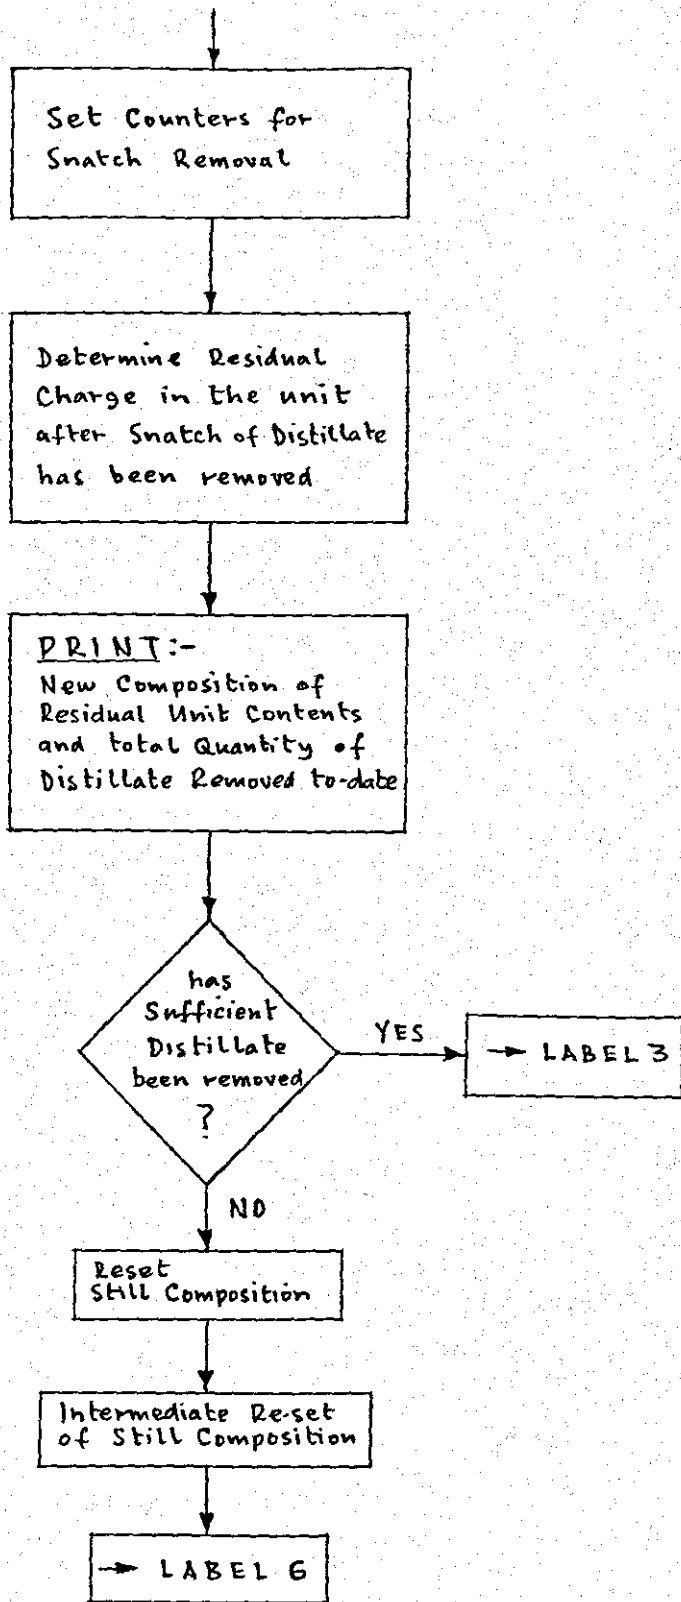 Set Counters for
Snatch Removal
Determine Residual
Charge in the unit
after Snatch of Distillate
has been removed
PRINT:-
New Composition of
Residual Unit Contents
and total Quantity of
Distillate Removed to-date
has
Sufficient
Distillate
been removed
?
YES
→ LABEL 3
NO
Reset
Still Composition
Intermediate Re-set
of Still Composition
→ LABEL 6